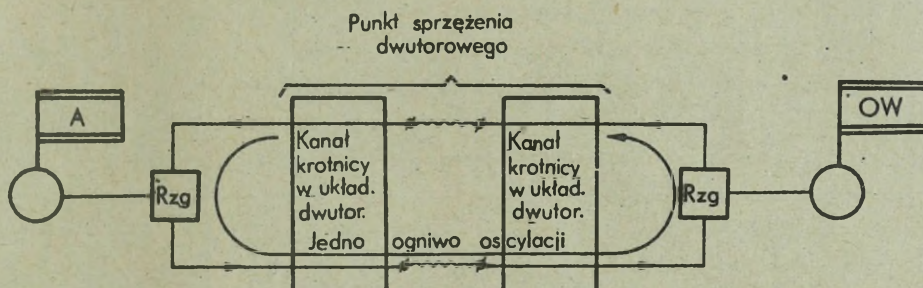 Punkt sprzężenia
dwutorowego
A
OW
Kanał
krotnicy
w układ.
dwutor.
Kanał
krotnicy
w układ.
dwutor.
Rzg
Rzg
Jedno ogniwo oscylacji